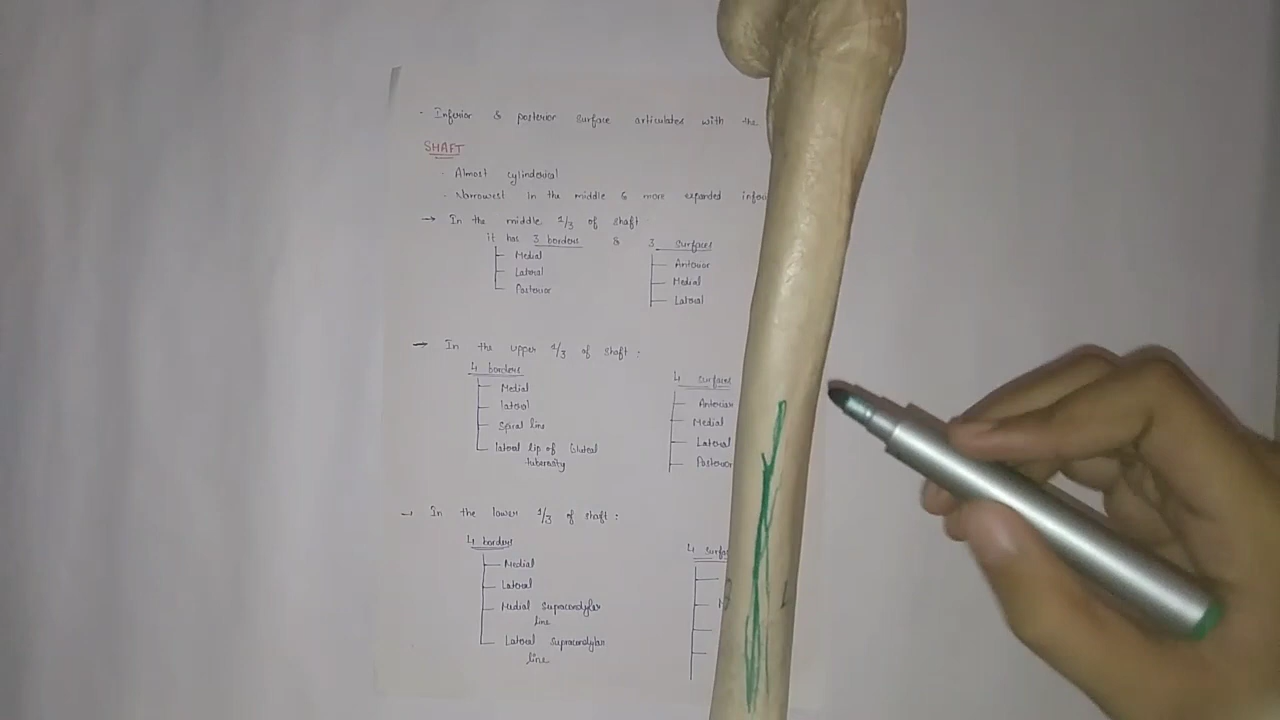 - Inferior & posterior surface articulates with the
SHAFT
- Almost cylinderical
- Narrowest in the middle & more expanded
→ In the middle 1/3 of shaft
it has 3 borders & 3 surfaces
Medial
Lateral
Posterior
Anterior
Medial
Lateral
→ In the upper 1/3 of shaft :
4 borders
Medial
lateral
Spiral line
lateral lip of Gluteal
tuberosity
4 surfaces
Anterior
Medial
Lateral
Posterior
→ In the lower 1/3 of shaft :
4 borders
Medial
Lateral
Medial Supracondylar
line
Lateral Supracondylar
line
4
L